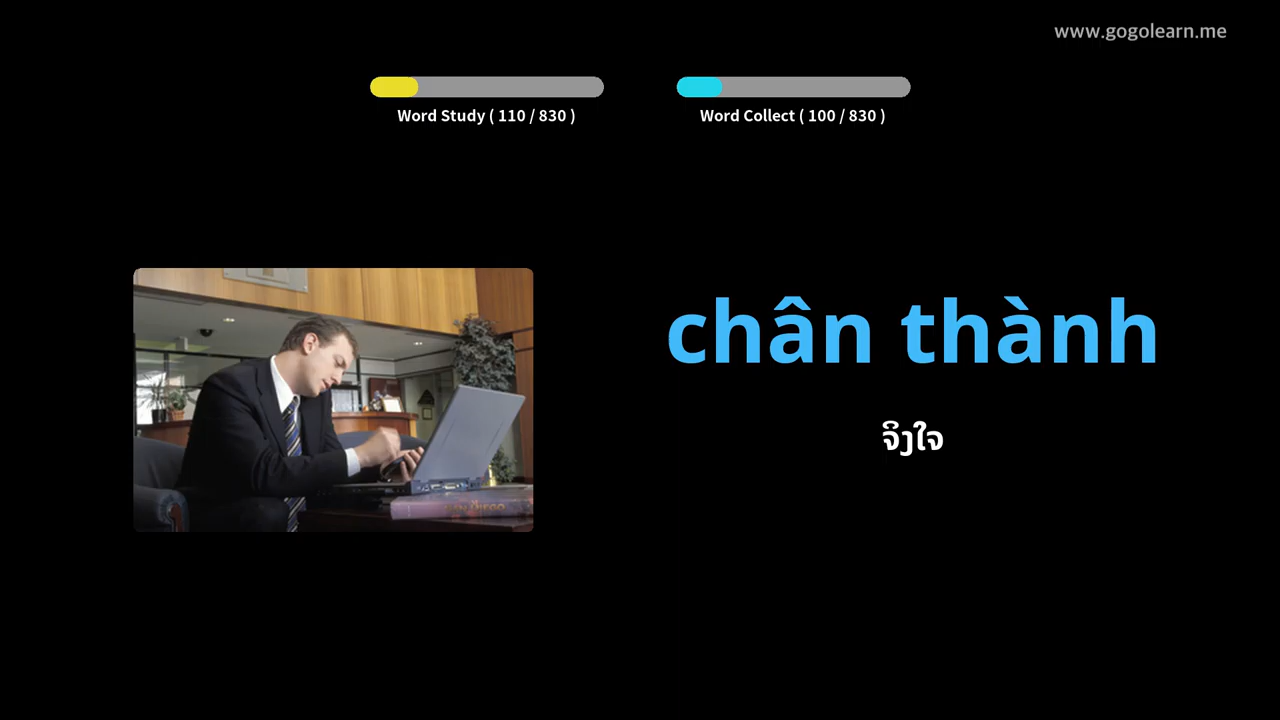 www.gogolearn.me
Word Study ( 110 / 830 )
Word Collect ( 100 / 830 )
chân thành
ຈິງໃຈ